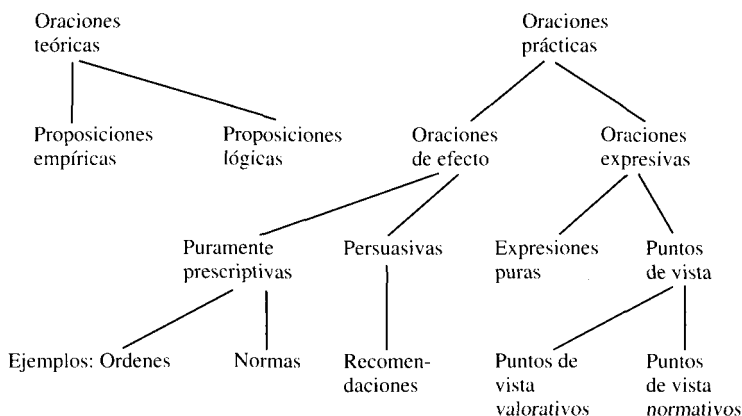 Oraciones
teóricas
Oraciones
prácticas
Proposiciones
empíricas
Proposiciones
lógicas
Oraciones
de efecto
Oraciones
expresivas
Puramente
prescriptivas
Persuasivas
Expresiones
puras
Puntos
de vista
Ejemplos: Ordenes
Normas
Recomen-
daciones
Puntos de
vista
valorativos
Puntos
de vista
normativos